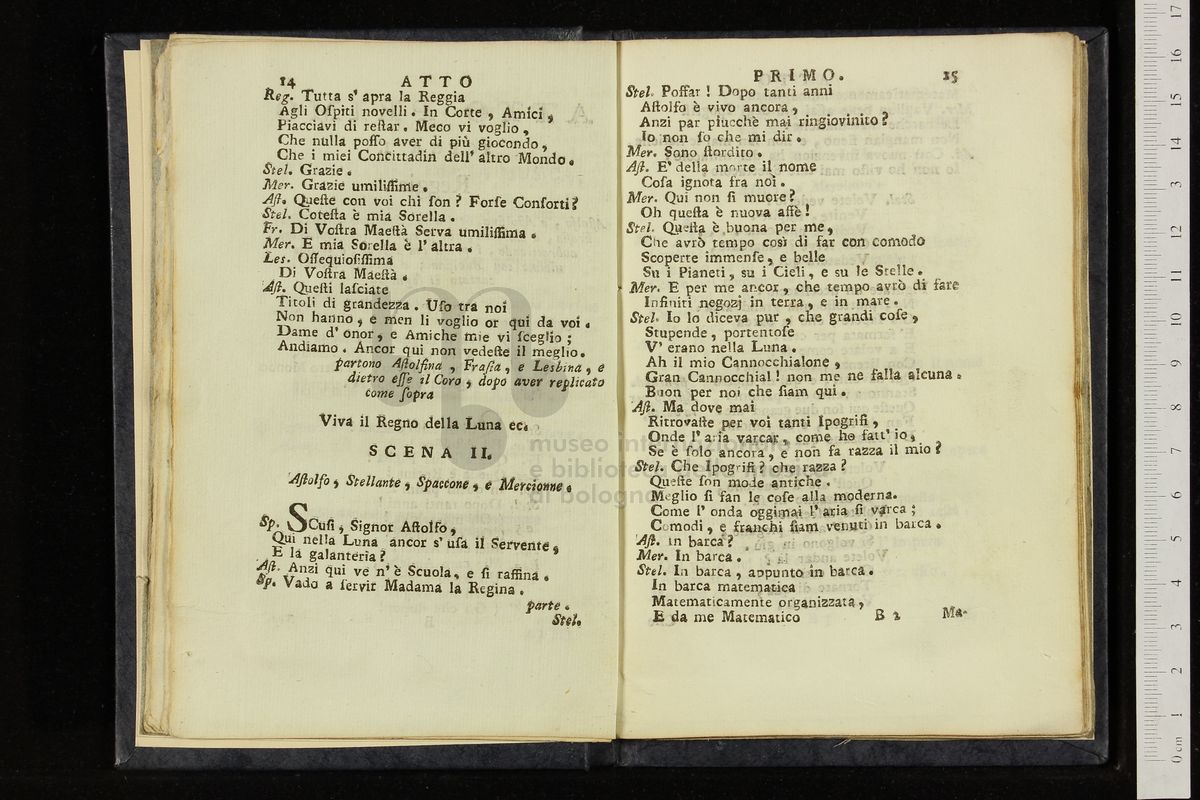 14 ATTO
Reg. Tutta s' apra la Reggia
Agli Oſpiti novelli. In Corte, Amici,
Piacciavi di reſtar. Meco vi voglio,
Che nulla poſſo aver di più giocondo,
Che i miei Concittadin dell' altro Mondo.
Stel. Grazie.
Mer. Grazie umiliſſime.
Aſt. Queſte con voi chi ſon? Forſe Conſorti?
Stel. Coteſta è mia Sorella.
Fr. Di Voſtra Maeſtà Serva umiliſſima.
Mer. E mia Sorella è l' altra.
Les. Oſſequioſiſſima
Di Voſtra Maeſtà.
Aſt. Queſti laſciate
Titoli di grandezza. Uſo tra noi
Non hanno, e men li voglio or qui da voi.
Dame d' onor, e Amiche mie vi ſceglio;
Andiamo. Ancor qui non vedeſte il meglio.
partono Aſtolfina, Fraſia, e Lesbina, e
dietro eſſe il Coro, dopo aver replicato
come ſopra
Viva il Regno della Luna ec.
SCENA II.
Aſtolfo, Stellante, Spaccone, e Mercionne.
Sp. SCuſi, Signor Aſtolfo,
Qui nella Luna ancor s' uſa il Servente,
E la galanteria?
Aſt. Anzi qui ve n' è Scuola, e ſi raffina.
Sp. Vado a ſervir Madama la Regina.
parte.
Stel.
PRIMO. 15
Stel. Poffar! Dopo tanti anni
Aſtolfo è vivo ancora,
Anzi par piucchè mai ringiovinito?
Io non ſo che mi dir.
Mer. Sono ſtordito.
Aſt. E' della morte il nome
Coſa ignota fra noi.
Mer. Qui non ſi muore?
Oh queſta è nuova affè!
Stel. Queſta è buona per me,
Che avrò tempo così di far con comodo
Scoperte immenſe, e belle
Su i Pianeti, su i Cieli, e su le Stelle.
Mer. E per me ancor, che tempo avrò di fare
Infiniti negozj in terra, e in mare.
Stel. Io lo diceva pur, che grandi coſe,
Stupende, portentoſe
V' erano nella Luna.
Ah il mio Cannocchialone,
Gran Cannocchial! non me ne falla alcuna.
Buon per noi che ſiam qui.
Aſt. Ma dove mai
Ritrovaſte per voi tanti Ipogrifi,
Onde l' aria varcar, come ho fatt' io,
Se è ſolo ancora, e non fa razza il mio?
Stel. Che Ipogrifi? che razza?
Queſte ſon mode antiche.
Meglio ſi fan le coſe alla moderna.
Come l' onda oggimai l' aria ſi varca;
Comodi, e franchi ſiam venuti in barca.
Aſt. in barca?
Mer. In barca.
Stel. In barca, appunto in barca.
In barca matematica
Matematicamente organizzata,
E da me Matematico
B 2 Ma-
museo internazionale
e biblioteca della musica
di bologna